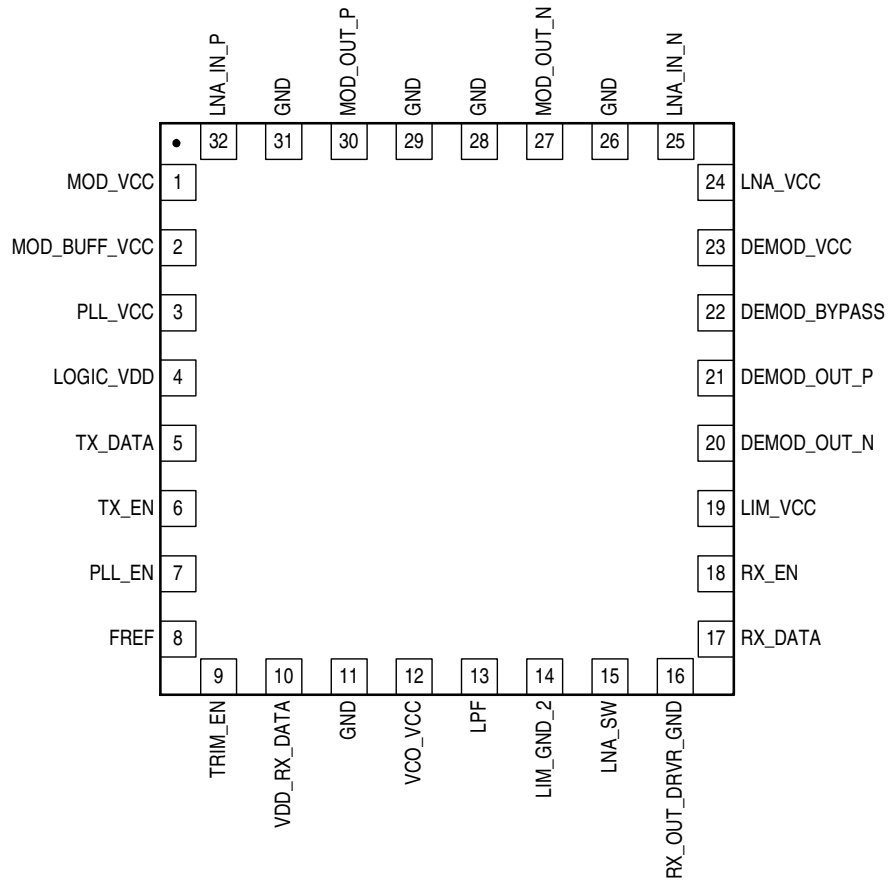 LNA_IN_P
GND
MOD_OUT_P
GND
GND
MOD_OUT_N
GND
LNA_IN_N
32 31 30 29 28 27 26 25
MOD_VCC 1
24 LNA_VCC
MOD_BUFF_VCC 2
23 DEMOD_VCC
PLL_VCC 3
22 DEMOD_BYPASS
LOGIC_VDD 4
21 DEMOD_OUT_P
TX_DATA 5
20 DEMOD_OUT_N
TX_EN 6
19 LIM_VCC
PLL_EN 7
18 RX_EN
FREF 8
17 RX_DATA
9 10 11 12 13 14 15 16
TRIM_EN
VDD_RX_DATA
GND
VCO_VCC
LPF
LIM_GND_2
LNA_SW
RX_OUT_DRVR_GND